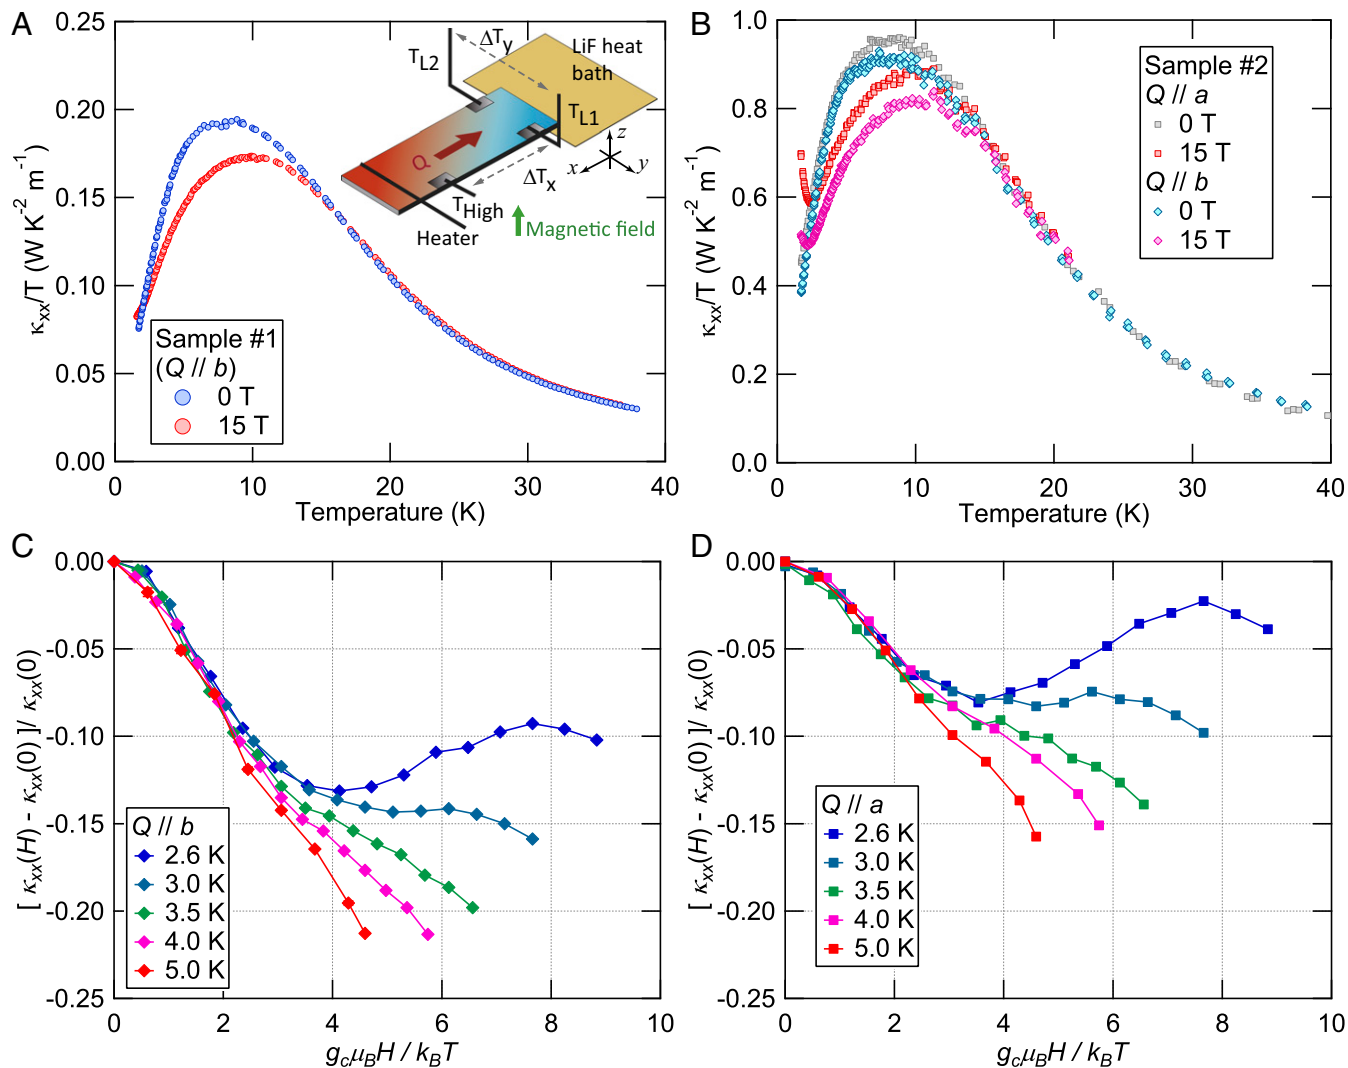 A
0.25
0.20
0.15
0.10
0.05
0.00
κxx/T (W K-2 m-1)
0
10
20
30
40
Temperature (K)
ΔTy
LiF heat
bath
TL2
TL1
Q
z
x
y
ΔTx
THigh
Heater
Magnetic field
Sample #1
(Q // b)
0 T
15 T
B
1.0
0.8
0.6
0.4
0.2
0.0
κxx/T (W K-2 m-1)
0
10
20
30
40
Temperature (K)
Sample #2
Q // a
0 T
15 T
Q // b
0 T
15 T
C
0.00
-0.05
-0.10
-0.15
-0.20
-0.25
[ κxx(H) - κxx(0) ]/ κxx(0)
0
2
4
6
8
10
gcμBH / kBT
Q // b
2.6 K
3.0 K
3.5 K
4.0 K
5.0 K
D
0.00
-0.05
-0.10
-0.15
-0.20
-0.25
[ κxx(H) - κxx(0) ]/ κxx(0)
0
2
4
6
8
10
gcμBH / kBT
Q // a
2.6 K
3.0 K
3.5 K
4.0 K
5.0 K